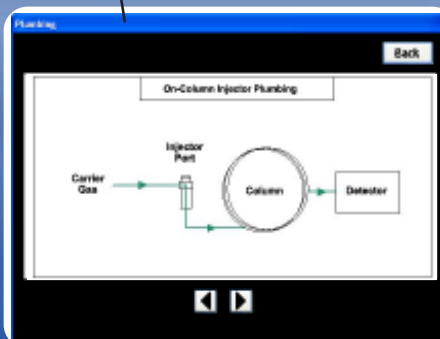 Plumbing
Back
On-Column Injector Plumbing
Injector
Port
Carrier
Gas
Column
Detector